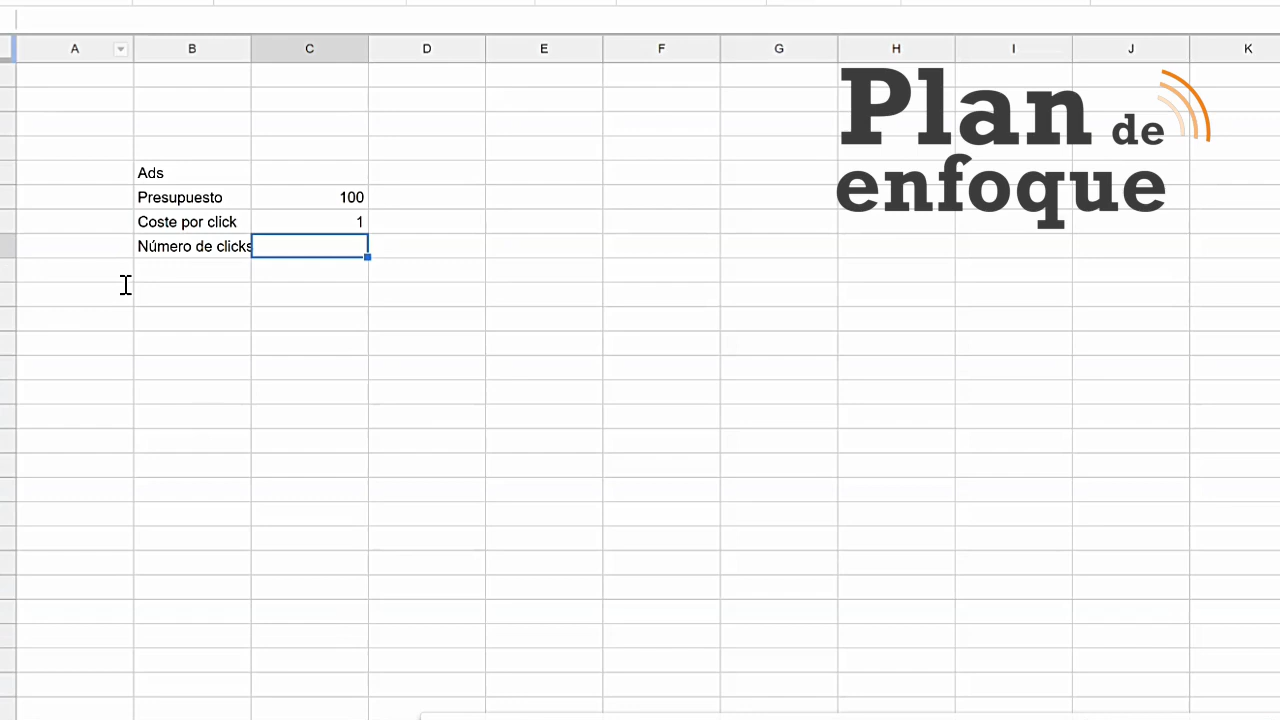 A B C D E F G H I J K
Plan de
enfoque
Ads
Presupuesto 100
Coste por click 1
Número de clicks